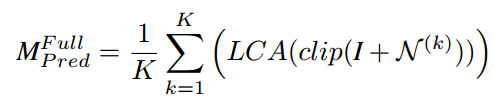 $M_{Pred}^{Full} = \frac{1}{K} \sum_{k=1}^{K} \left( LCA(clip(I + \mathcal{N}^{(k)})) \right)$